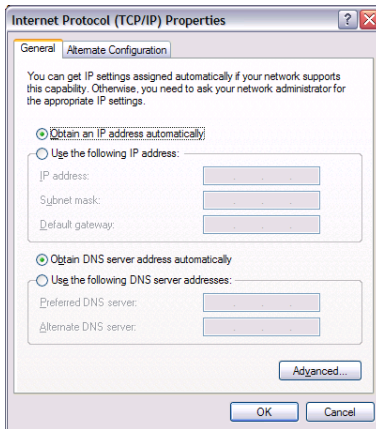 Internet Protocol (TCP/IP) Properties
General
Alternate Configuration
You can get IP settings assigned automatically if your network supports
this capability. Otherwise, you need to ask your network administrator for
the appropriate IP settings.
Obtain an IP address automatically
Use the following IP address:
IP address:
Subnet mask:
Default gateway:
Obtain DNS server address automatically
Use the following DNS server addresses:
Preferred DNS server:
Alternate DNS server:
Advanced...
OK
Cancel